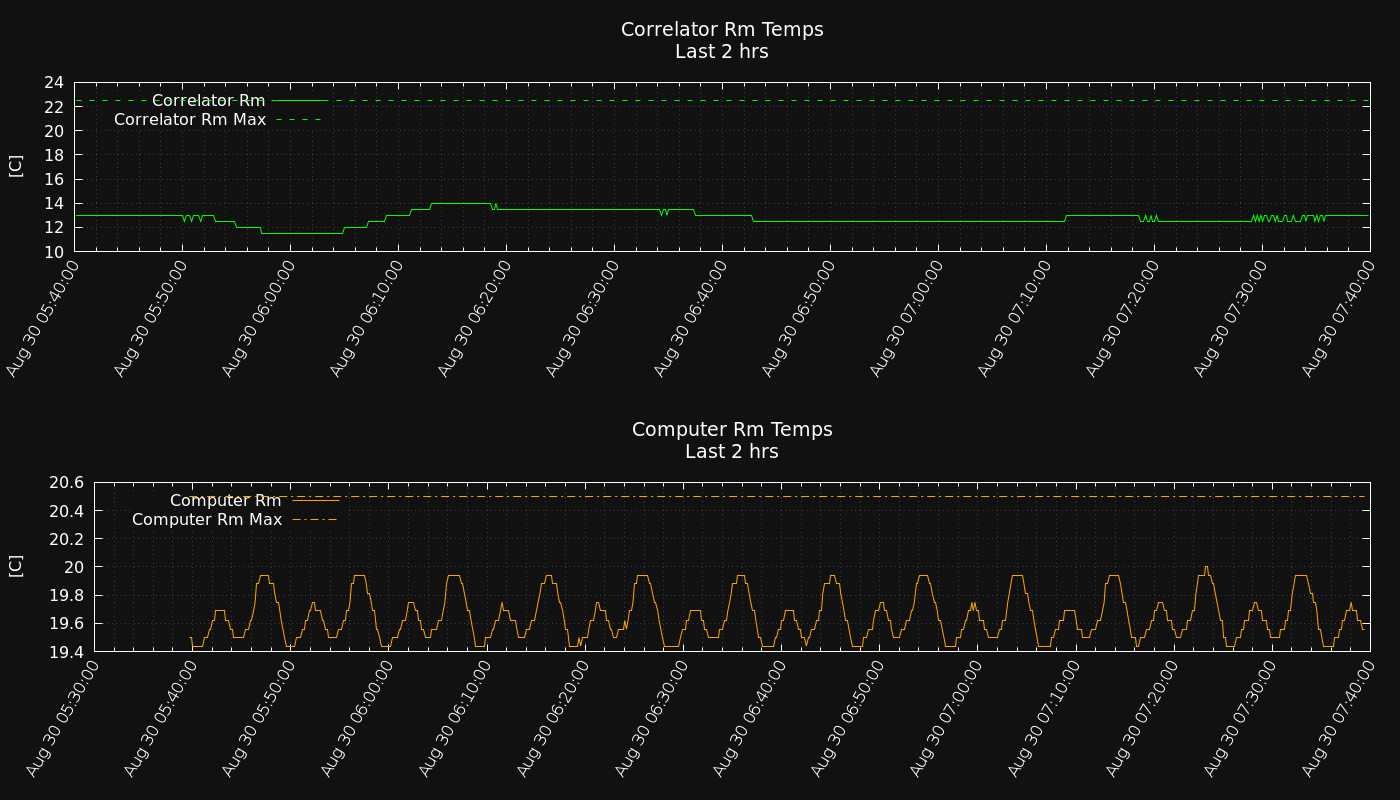 Correlator Rm Temps
Last 2 hrs
24
22
20
18
16
14
12
10
[C]
Correlator Rm
Correlator Rm Max
Aug 30 05:40:00
Aug 30 05:50:00
Aug 30 06:00:00
Aug 30 06:10:00
Aug 30 06:20:00
Aug 30 06:30:00
Aug 30 06:40:00
Aug 30 06:50:00
Aug 30 07:00:00
Aug 30 07:10:00
Aug 30 07:20:00
Aug 30 07:30:00
Aug 30 07:40:00
Computer Rm Temps
Last 2 hrs
20.6
20.4
20.2
20
19.8
19.6
19.4
[C]
Computer Rm
Computer Rm Max
Aug 30 05:30:00
Aug 30 05:40:00
Aug 30 05:50:00
Aug 30 06:00:00
Aug 30 06:10:00
Aug 30 06:20:00
Aug 30 06:30:00
Aug 30 06:40:00
Aug 30 06:50:00
Aug 30 07:00:00
Aug 30 07:10:00
Aug 30 07:20:00
Aug 30 07:30:00
Aug 30 07:40:00